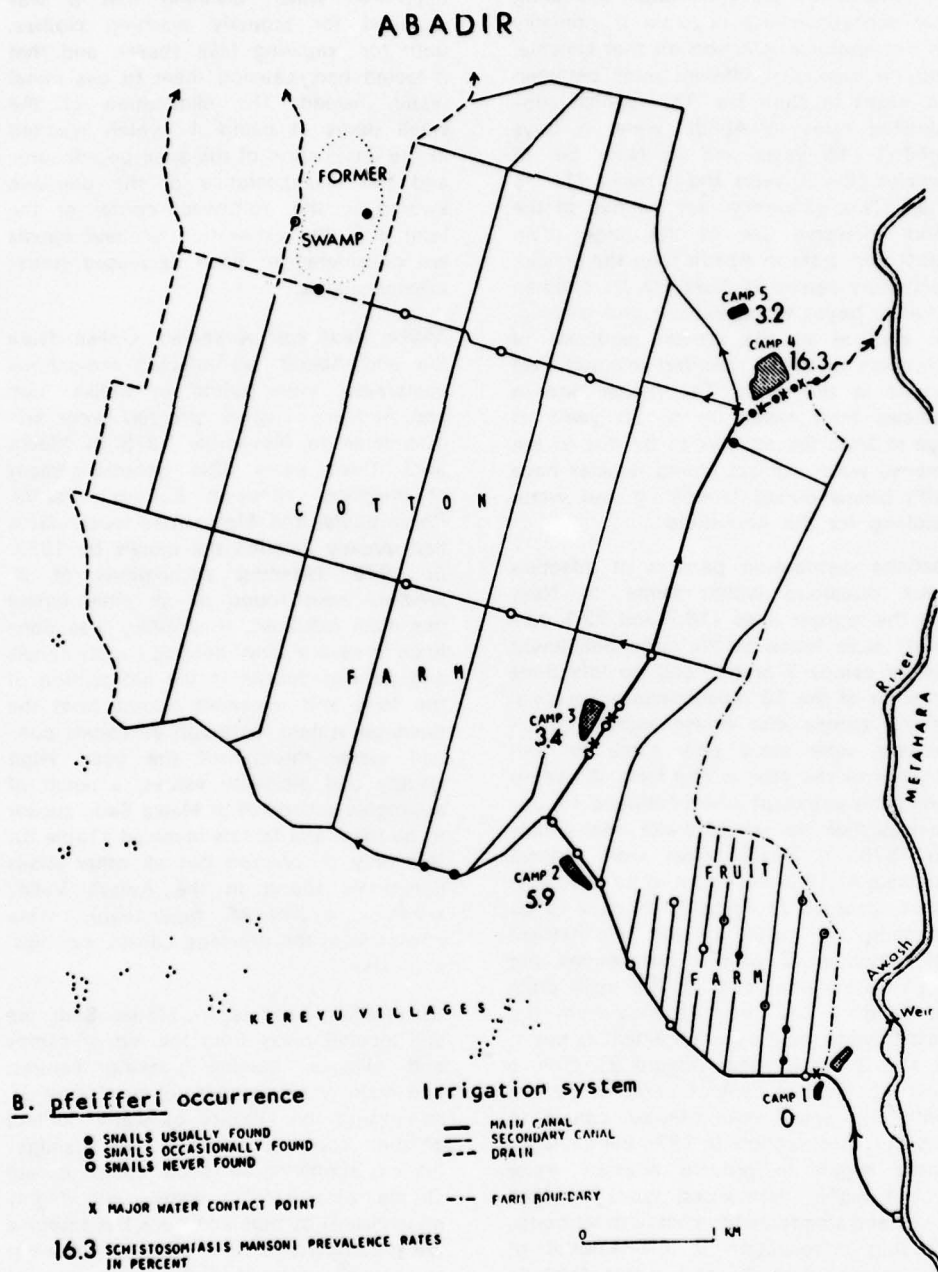 ABADIR
FORMER
SWAMP
CAMP 5
3.2
CAMP 4
16.3
COTTON
FARM
CAMP 3
3.4
CAMP 2
5.9
FRUIT
FARM
METAHARA
River
Awash
Weir
KEREYU VILLAGES
CAMP 1
0
B. pfeifferi occurrence
SNAILS USUALLY FOUND
SNAILS OCCASIONALLY FOUND
SNAILS NEVER FOUND
X MAJOR WATER CONTACT POINT
16.3 SCHISTOSOMIASIS MANSONI PREVALENCE RATES
IN PERCENT
Irrigation system
MAIN CANAL
SECONDARY CANAL
DRAIN
FARM BOUNDARY
0
KM